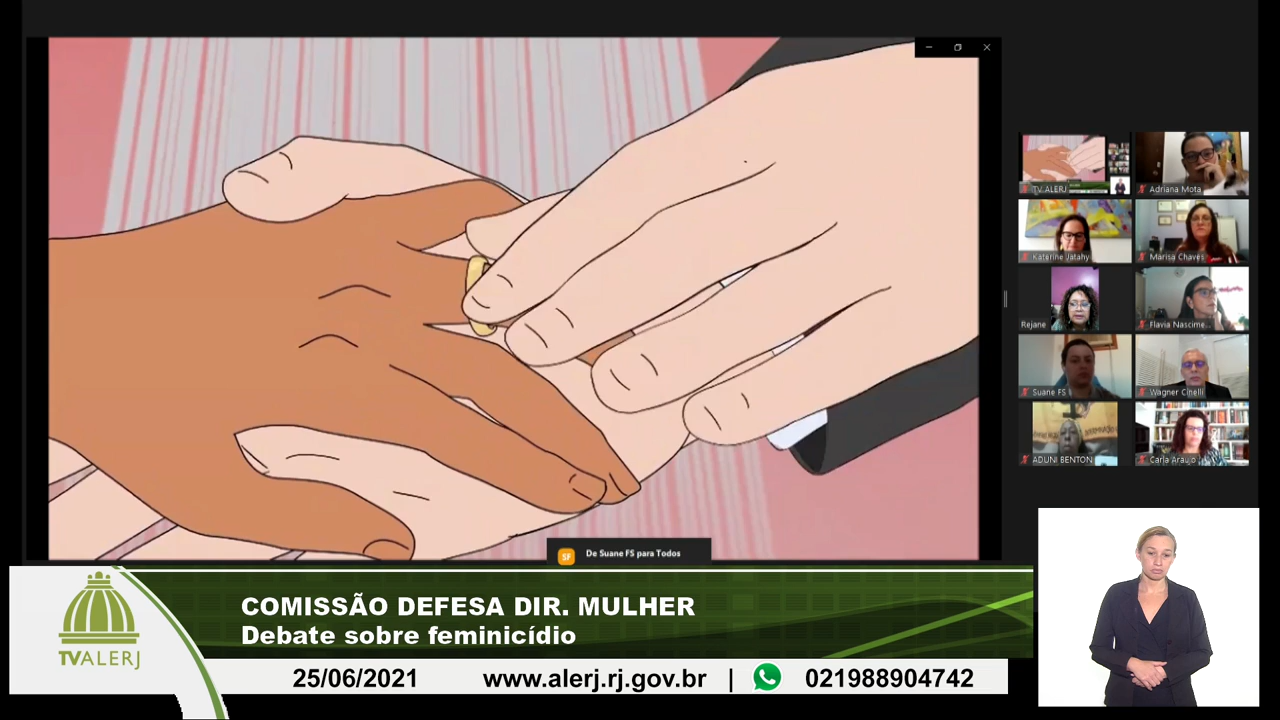 TV ALERJ
Adriana Mota
Katerine Jatahy
Marisa Chaves
Rejane
Flavia Nascime...
Suane FS
Wagner Cinelli
ADUNI BENTON
Carla Araujo
SF
De Suane FS para Todos
COMISSÃO DEFESA DIR. MULHER
Debate sobre feminicídio
TVALERJ
25/06/2021
www.alerj.rj.gov.br | 021988904742